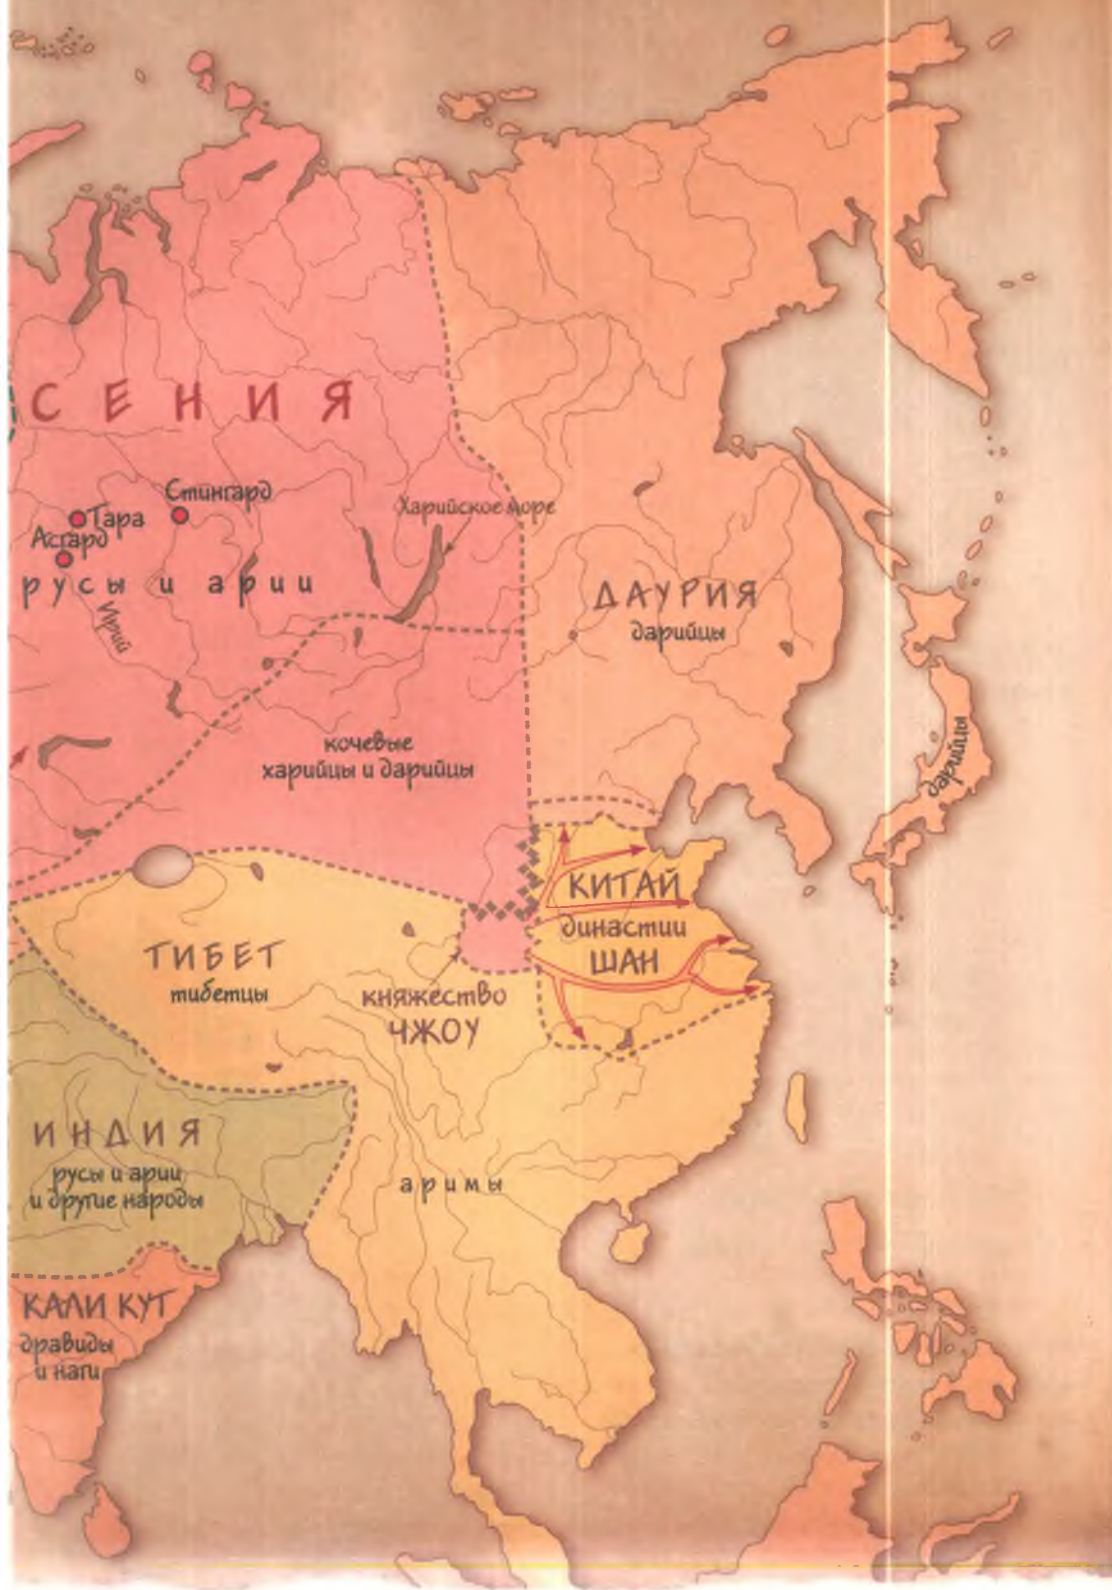 СЕНИЯ
Стингард
Тара
Асгард
Харийское море
русы и арии
Ирий
ДАУРИЯ
дарийцы
кочевые
харийцы и дарийцы
дарийцы
КИТАЙ
династии
ШАН
ТИБЕТ
тибетцы
княжество
ЧЖОУ
ИНДИЯ
русы и арии
и другие народы
аримы
КАЛИ КУТ
дравиды
и наги